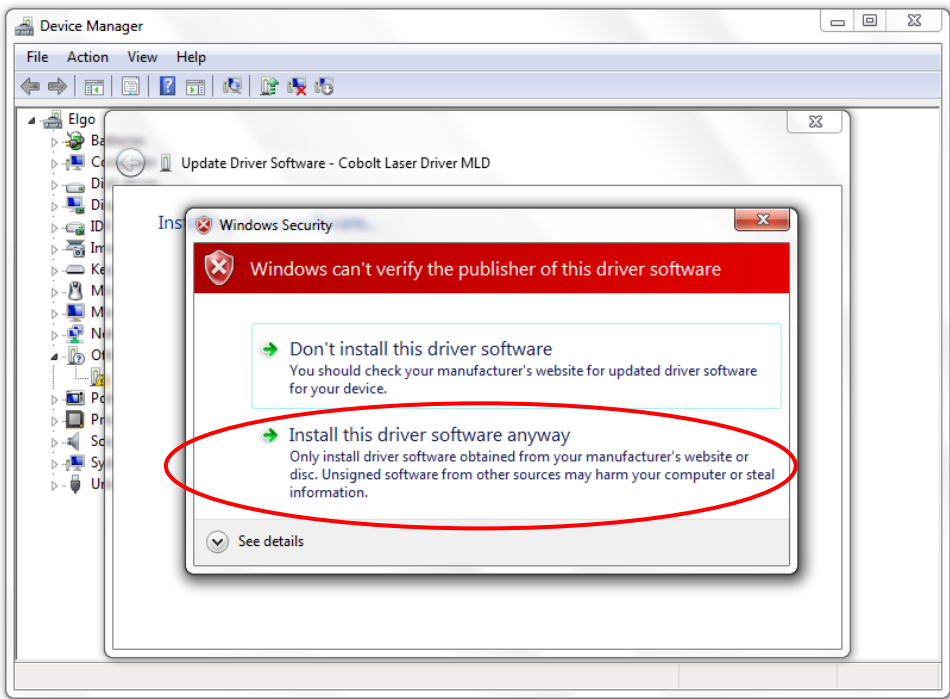 Device Manager
File Action View Help
Elgo
Update Driver Software - Cobolt Laser Driver MLD
Windows Security
Windows can't verify the publisher of this driver software
Don't install this driver software
You should check your manufacturer's website for updated driver software
for your device.
Install this driver software anyway
Only install driver software obtained from your manufacturer's website or
disc. Unsigned software from other sources may harm your computer or steal
information.
See details